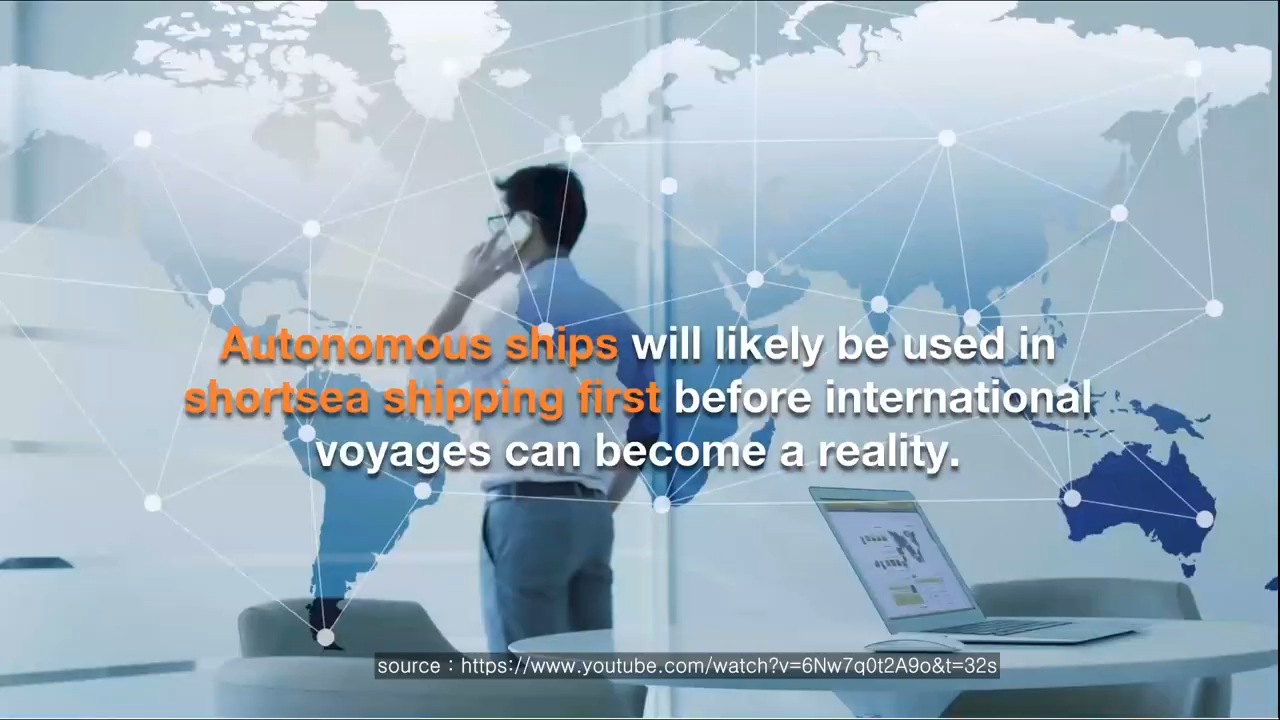 Autonomous ships will likely be used in
shortsea shipping first before international
voyages can become a reality.
source : https://www.youtube.com/watch?v=6Nw7q0t2A9o&t=32s